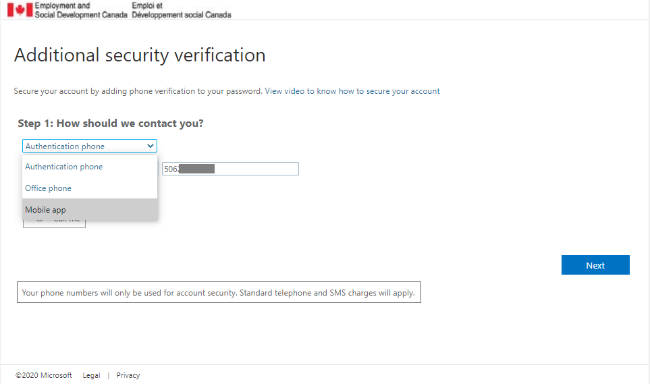 Employment and Emploi et
Social Development Canada Développement social Canada
Additional security verification
Secure your account by adding phone verification to your password. View video to know how to secure your account
Step 1: How should we contact you?
Authentication phone
Authentication phone
506
Office phone
Mobile app
Next
Your phone numbers will only be used for account security. Standard telephone and SMS charges will apply.
©2020 Microsoft Legal | Privacy